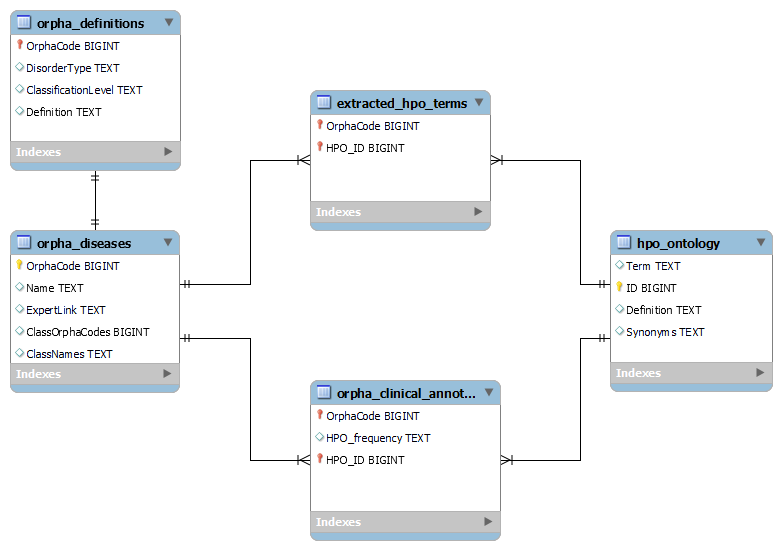 orpha_definitions
OrphaCode BIGINT
DisorderType TEXT
ClassificationLevel TEXT
Definition TEXT
Indexes
extracted_hpo_terms
OrphaCode BIGINT
HPO_ID BIGINT
Indexes
orpha_diseases
OrphaCode BIGINT
Name TEXT
ExpertLink TEXT
ClassOrphaCodes BIGINT
ClassNames TEXT
Indexes
hpo_ontology
Term TEXT
ID BIGINT
Definition TEXT
Synonyms TEXT
Indexes
orpha_clinical_annot...
OrphaCode BIGINT
HPO_frequency TEXT
HPO_ID BIGINT
Indexes